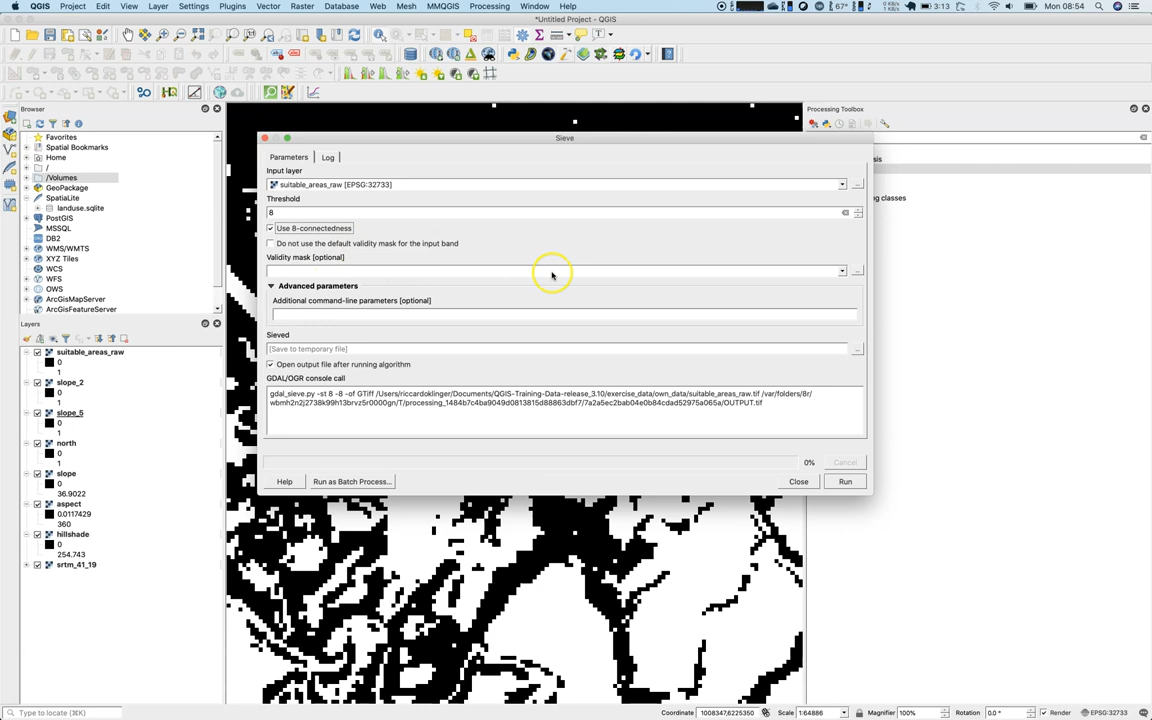 QGIS Project Edit View Layer Settings Plugins Vector Raster Database Web Mesh MMQGIS Processing Window Help
67° 3:13 Mon 08:54
*Untitled Project - QGIS
Browser
Favorites
Spatial Bookmarks
Home
/
/Volumes
GeoPackage
SpatiaLite
landuse.sqlite
PostGIS
MSSQL
DB2
WMS/WMTS
XYZ Tiles
WCS
WFS
OWS
ArcGisMapServer
ArcGisFeatureServer
Layers
suitable_areas_raw
0
1
slope_2
0
1
slope_5
0
1
north
0
1
slope
0
36.9022
aspect
0.0117429
360
hillshade
0
254.743
srtm_41_19
Sieve
Parameters
Log
Input layer
suitable_areas_raw [EPSG:32733]
Threshold
8
Use 8-connectedness
Do not use the default validity mask for the input band
Validity mask [optional]
Advanced parameters
Additional command-line parameters [optional]
Sieved
[Save to temporary file]
Open output file after running algorithm
GDAL/OGR console call
gdal_sieve.py -st 8 -8 -of GTiff /Users/riccardoklinger/Documents/QGIS-Training-Data-release_3.10/exercise_data/own_data/suitable_areas_raw.tif /var/folders/8r/
wbmh2n2j2738k99h13brvz5r0000gn/T/processing_1484b7c4ba9049d0813815d88863dbf7/7a2a5ec2bab04e0b84cdad52975a065a/OUTPUT.tif
0%
Cancel
Help
Run as Batch Process...
Close
Run
Processing Toolbox
Type to locate (⌘K)
Coordinate 1008347,6225350 Scale 1:64886 Magnifier 100% Rotation 0.0 ° Render EPSG:32733